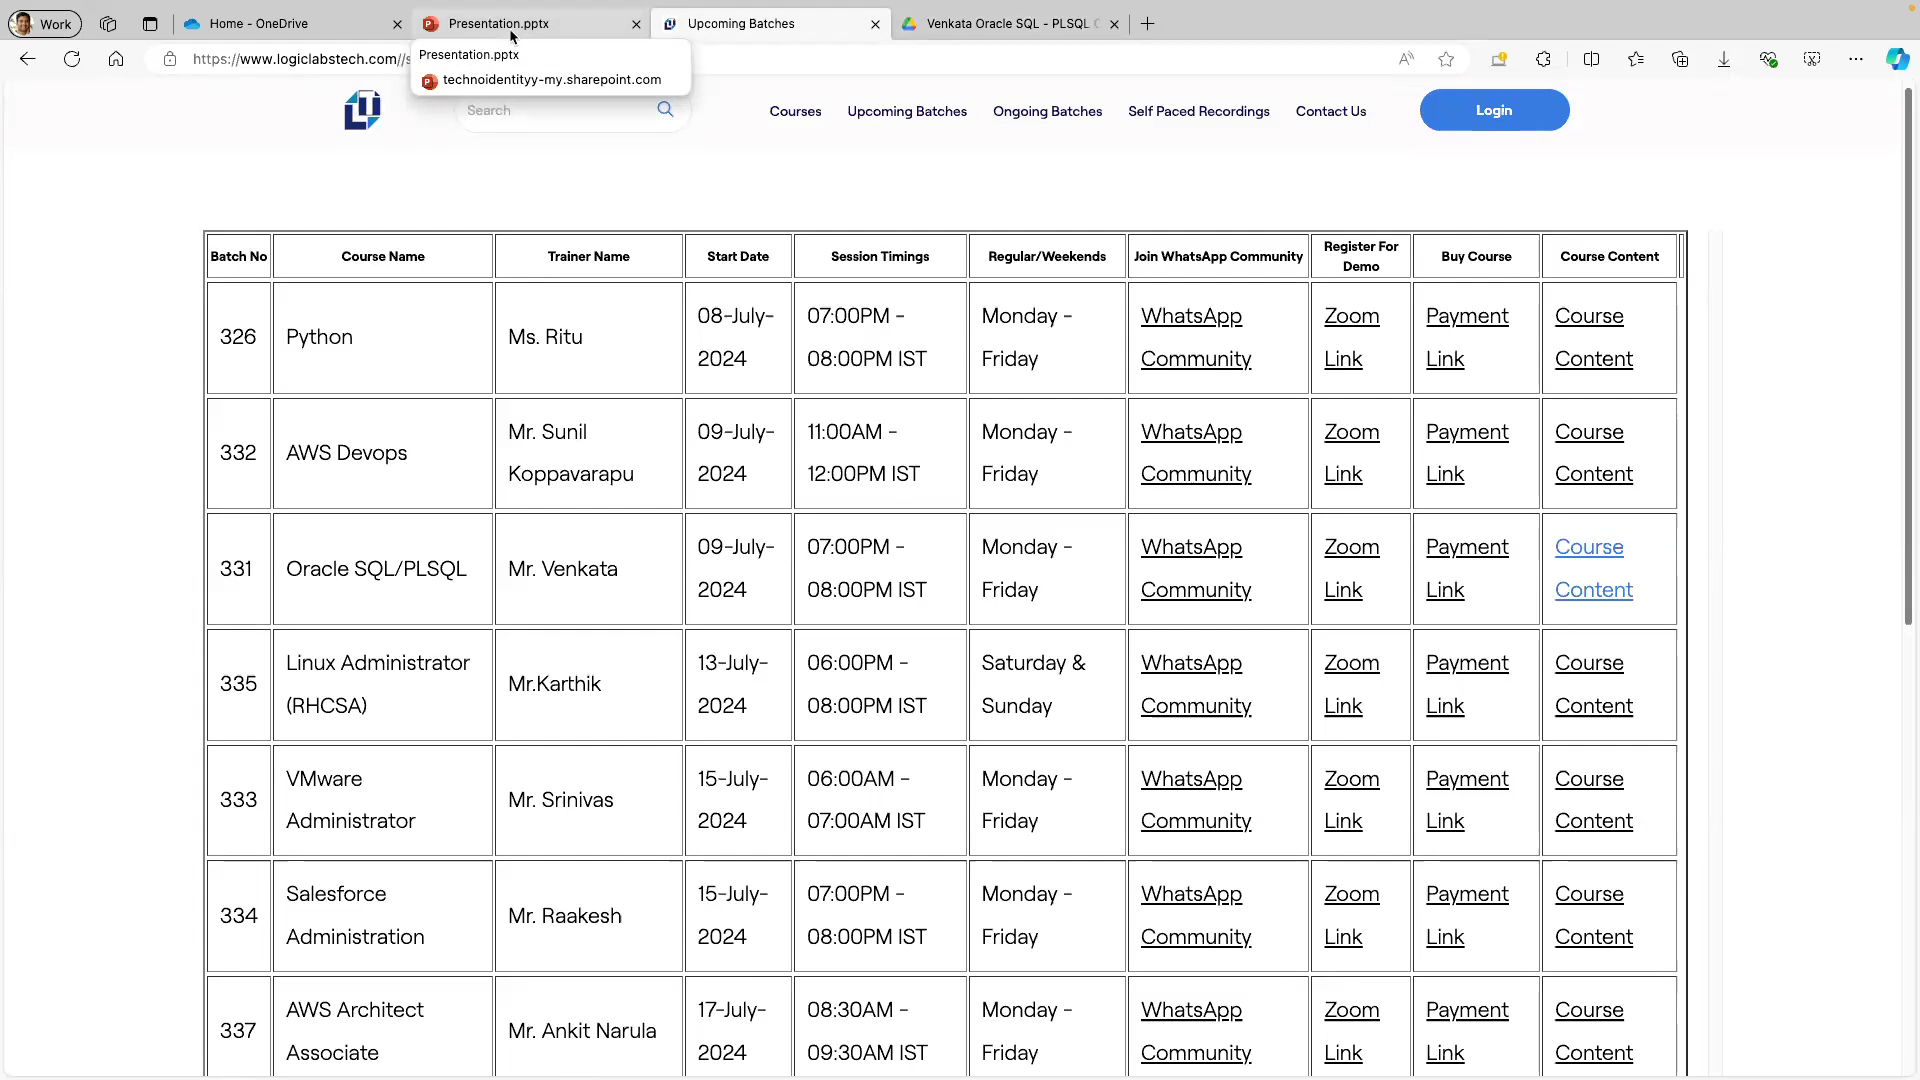 Work
Home - OneDrive
Presentation.pptx
Upcoming Batches
Venkata Oracle SQL - PLSQL
https://www.logiclabstech.com//s
Presentation.pptx
technoidentityy-my.sharepoint.com
Search
Courses
Upcoming Batches
Ongoing Batches
Self Paced Recordings
Contact Us
Login
Batch No
Course Name
Trainer Name
Start Date
Session Timings
Regular/Weekends
Join WhatsApp Community
Register For
Demo
Buy Course
Course Content
326
Python
Ms. Ritu
08-July-
2024
07:00PM -
08:00PM IST
Monday -
Friday
WhatsApp
Community
Zoom
Link
Payment
Link
Course
Content
332
AWS Devops
Mr. Sunil
Koppavarapu
09-July-
2024
11:00AM -
12:00PM IST
Monday -
Friday
WhatsApp
Community
Zoom
Link
Payment
Link
Course
Content
331
Oracle SQL/PLSQL
Mr. Venkata
09-July-
2024
07:00PM -
08:00PM IST
Monday -
Friday
WhatsApp
Community
Zoom
Link
Payment
Link
Course
Content
335
Linux Administrator
(RHCSA)
Mr.Karthik
13-July-
2024
06:00PM -
08:00PM IST
Saturday &
Sunday
WhatsApp
Community
Zoom
Link
Payment
Link
Course
Content
333
VMware
Administrator
Mr. Srinivas
15-July-
2024
06:00AM -
07:00AM IST
Monday -
Friday
WhatsApp
Community
Zoom
Link
Payment
Link
Course
Content
334
Salesforce
Administration
Mr. Raakesh
15-July-
2024
07:00PM -
08:00PM IST
Monday -
Friday
WhatsApp
Community
Zoom
Link
Payment
Link
Course
Content
337
AWS Architect
Associate
Mr. Ankit Narula
17-July-
2024
08:30AM -
09:30AM IST
Monday -
Friday
WhatsApp
Community
Zoom
Link
Payment
Link
Course
Content